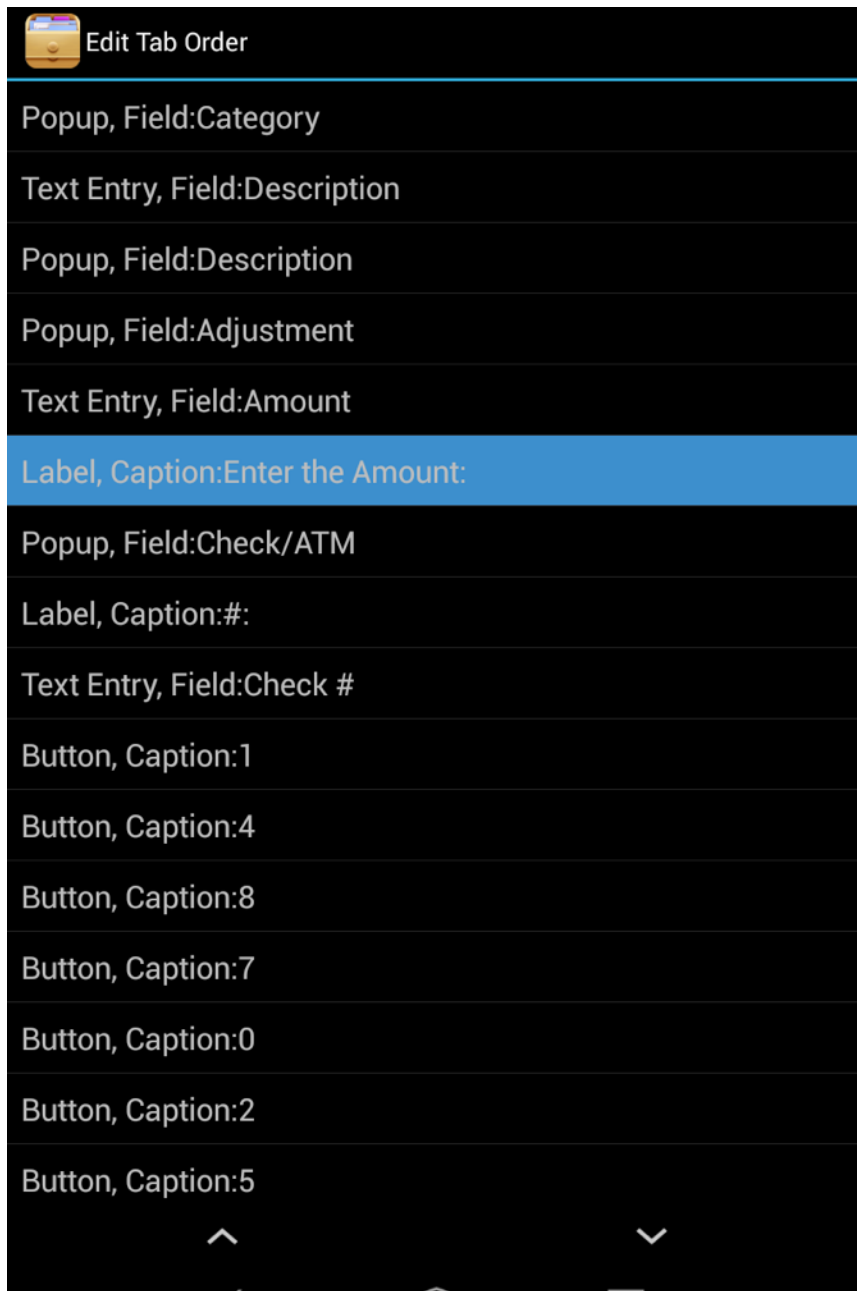 Edit Tab Order
Popup, Field:Category
Text Entry, Field:Description
Popup, Field:Description
Popup, Field:Adjustment
Text Entry, Field:Amount
Label, Caption:Enter the Amount:
Popup, Field:Check/ATM
Label, Caption:#:
Text Entry, Field:Check #
Button, Caption:1
Button, Caption:4
Button, Caption:8
Button, Caption:7
Button, Caption:0
Button, Caption:2
Button, Caption:5